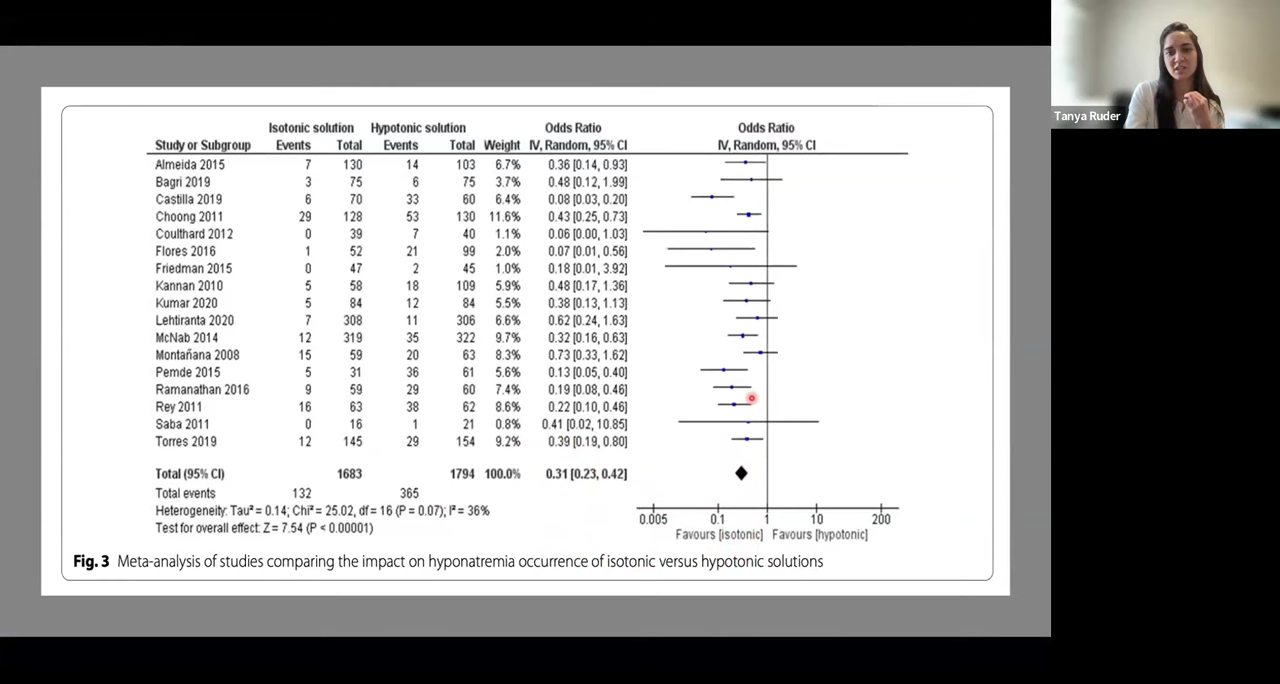 Tanya Ruder
Isotonic solution Hypotonic solution Odds Ratio Odds Ratio
Study or Subgroup Events Total Events Total Weight IV, Random, 95% CI IV, Random, 95% CI
Almeida 2015 7 130 14 103 6.7% 0.36 [0.14, 0.93]
Bagri 2019 3 75 6 75 3.7% 0.48 [0.12, 1.99]
Castilla 2019 6 70 33 60 6.4% 0.08 [0.03, 0.20]
Choong 2011 29 128 53 130 11.6% 0.43 [0.25, 0.73]
Coulthard 2012 0 39 7 40 1.1% 0.06 [0.00, 1.03]
Flores 2016 1 52 21 99 2.0% 0.07 [0.01, 0.56]
Friedman 2015 0 47 2 45 1.0% 0.18 [0.01, 3.92]
Kannan 2010 5 58 18 109 5.9% 0.48 [0.17, 1.36]
Kumar 2020 5 84 12 84 5.5% 0.38 [0.13, 1.13]
Lehtiranta 2020 7 308 11 306 6.6% 0.62 [0.24, 1.63]
McNab 2014 12 319 35 322 9.7% 0.32 [0.16, 0.63]
Montañana 2008 15 59 20 63 8.3% 0.73 [0.33, 1.62]
Pemde 2015 5 31 36 61 5.6% 0.13 [0.05, 0.40]
Ramanathan 2016 9 59 29 60 7.4% 0.19 [0.08, 0.46]
Rey 2011 16 63 38 62 8.6% 0.22 [0.10, 0.46]
Saba 2011 0 16 1 21 0.8% 0.41 [0.02, 10.85]
Torres 2019 12 145 29 154 9.2% 0.39 [0.19, 0.80]
Total (95% CI) 1683 1794 100.0% 0.31 [0.23, 0.42]
Total events 132 365
Heterogeneity: Tau² = 0.14; Chi² = 25.02, df = 16 (P = 0.07); I² = 36%
Test for overall effect: Z = 7.54 (P < 0.00001)
0.005 0.1 1 10 200
Favours [isotonic] Favours [hypotonic]
Fig. 3 Meta-analysis of studies comparing the impact on hyponatremia occurrence of isotonic versus hypotonic solutions